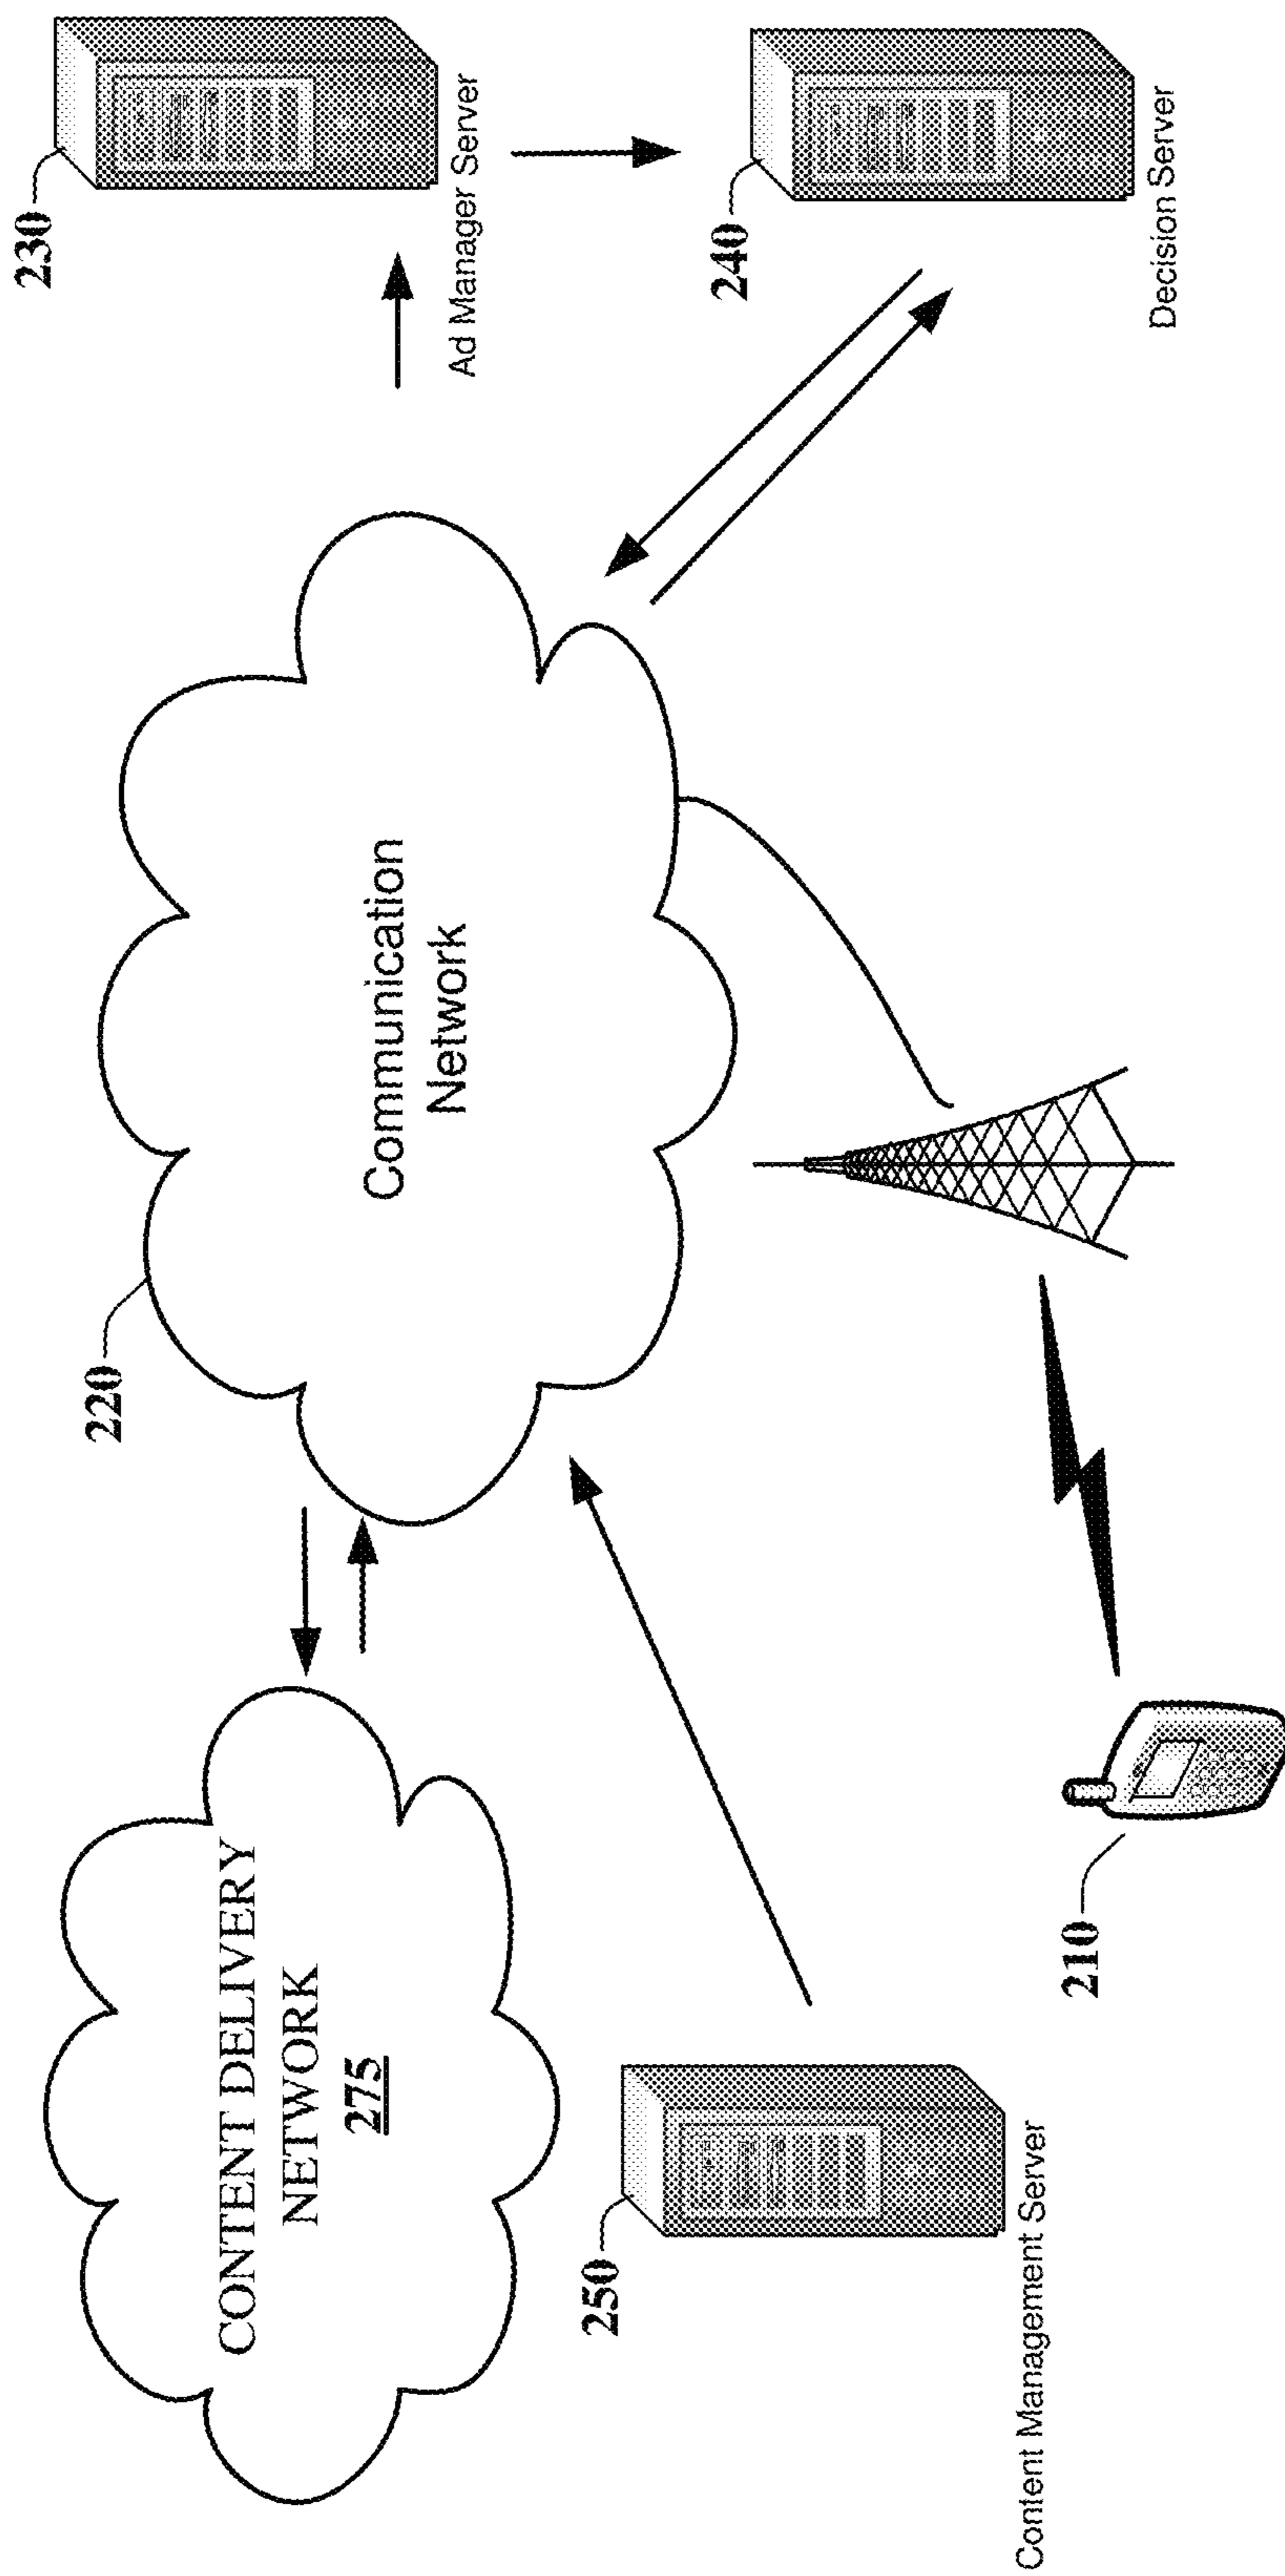 CONTENT DELIVERY
NETWORK
275
220
Communication
Network
230
Ad Manager Server
250
Content Management Server
210
240
Decision Server